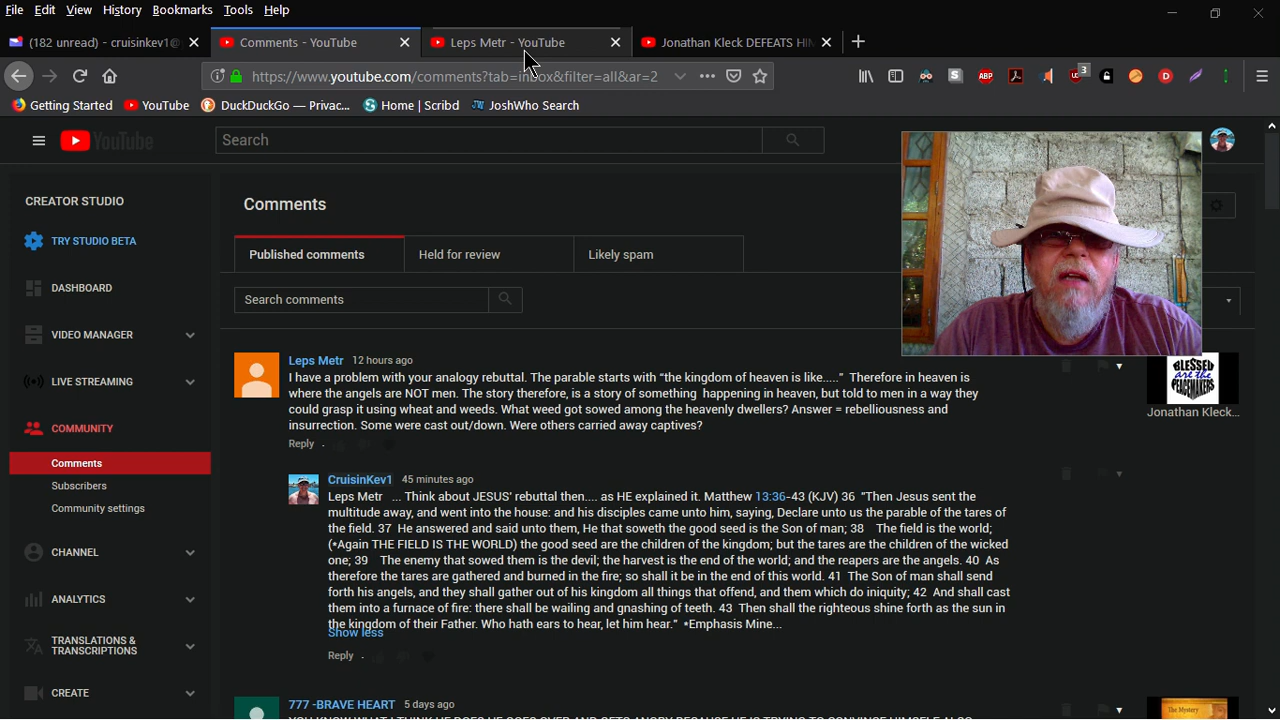 File Edit View History Bookmarks Tools Help
(182 unread) - cruisinkev1
Comments - YouTube
Leps Metr - YouTube
Jonathan Kleck DEFEATS HI
https://www.youtube.com/comments?tab=inbox&filter=all&ar=2
3
ABP
Getting Started
YouTube
DuckDuckGo — Privac...
Home | Scribd
JoshWho Search
YouTube
Search
CREATOR STUDIO
TRY STUDIO BETA
DASHBOARD
VIDEO MANAGER
LIVE STREAMING
COMMUNITY
Comments
Subscribers
Community settings
CHANNEL
ANALYTICS
TRANSLATIONS &
TRANSCRIPTIONS
CREATE
Comments
Published comments
Held for review
Likely spam
Search comments
Leps Metr 12 hours ago
I have a problem with your analogy rebuttal. The parable starts with “the kingdom of heaven is like.....” Therefore in heaven is
where the angels are NOT men. The story therefore, is a story of something happening in heaven, but told to men in a way they
could grasp it using wheat and weeds. What weed got sowed among the heavenly dwellers? Answer = rebelliousness and
insurrection. Some were cast out/down. Were others carried away captives?
Reply .
BLESSED
are the
PEACEMAKERS
Jonathan Kleck...
CruisinKev1 45 minutes ago
Leps Metr ... Think about JESUS' rebuttal then.... as HE explained it. Matthew 13:36-43 (KJV) 36 "Then Jesus sent the
multitude away, and went into the house: and his disciples came unto him, saying, Declare unto us the parable of the tares of
the field. 37 He answered and said unto them, He that soweth the good seed is the Son of man; 38 The field is the world;
(*Again THE FIELD IS THE WORLD) the good seed are the children of the kingdom; but the tares are the children of the wicked
one; 39 The enemy that sowed them is the devil; the harvest is the end of the world; and the reapers are the angels. 40 As
therefore the tares are gathered and burned in the fire; so shall it be in the end of this world. 41 The Son of man shall send
forth his angels, and they shall gather out of his kingdom all things that offend, and them which do iniquity; 42 And shall cast
them into a furnace of fire: there shall be wailing and gnashing of teeth. 43 Then shall the righteous shine forth as the sun in
the kingdom of their Father. Who hath ears to hear, let him hear." *Emphasis Mine...
Show less
Reply .
777 -BRAVE HEART 5 days ago
The Mystery